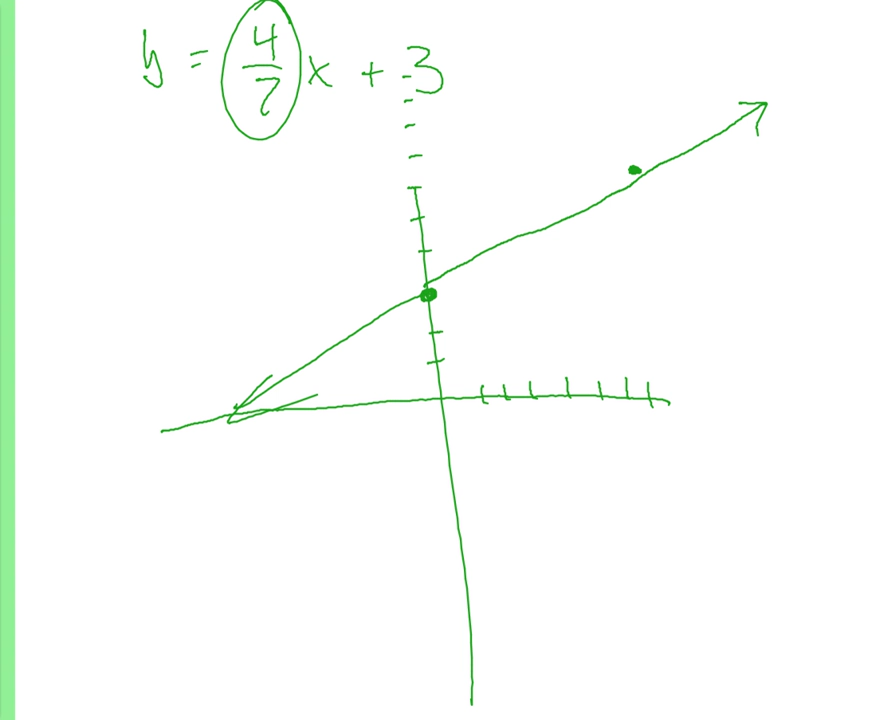 y = 4/7 x + 3